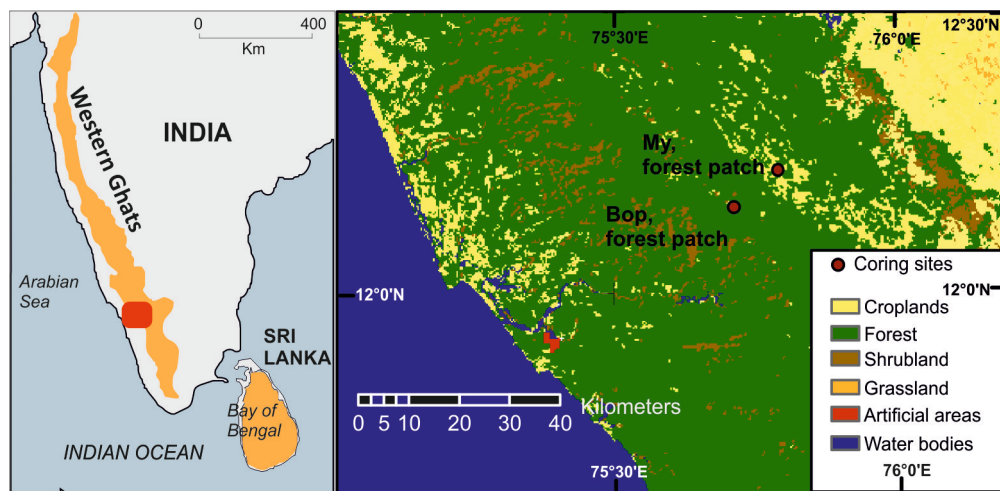 0 400
Km
Western Ghats
INDIA
Arabian
Sea
SRI
LANKA
Bay of
Bengal
INDIAN OCEAN
75°30'E
76°0'E
12°30'N
My,
forest patch
Bop,
forest patch
12°0'N
12°0'N
Kilometers
0 5 10 20 30 40
75°30'E
76°0'E
Coring sites
Croplands
Forest
Shrubland
Grassland
Artificial areas
Water bodies